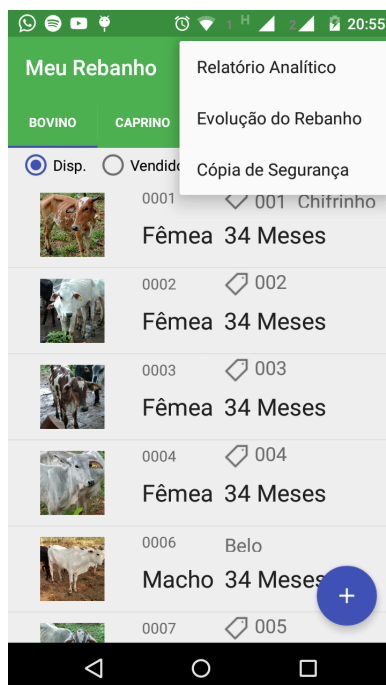 1 H 2 20:55
Meu Rebanho
Relatório Analítico
Evolução do Rebanho
Cópia de Segurança
BOVINO CAPRINO
Disp. Vendido
0001 001 Chifrinho
Fêmea 34 Meses
0002 002
Fêmea 34 Meses
0003 003
Fêmea 34 Meses
0004 004
Fêmea 34 Meses
0006 Belo
Macho 34 Meses
0007 005